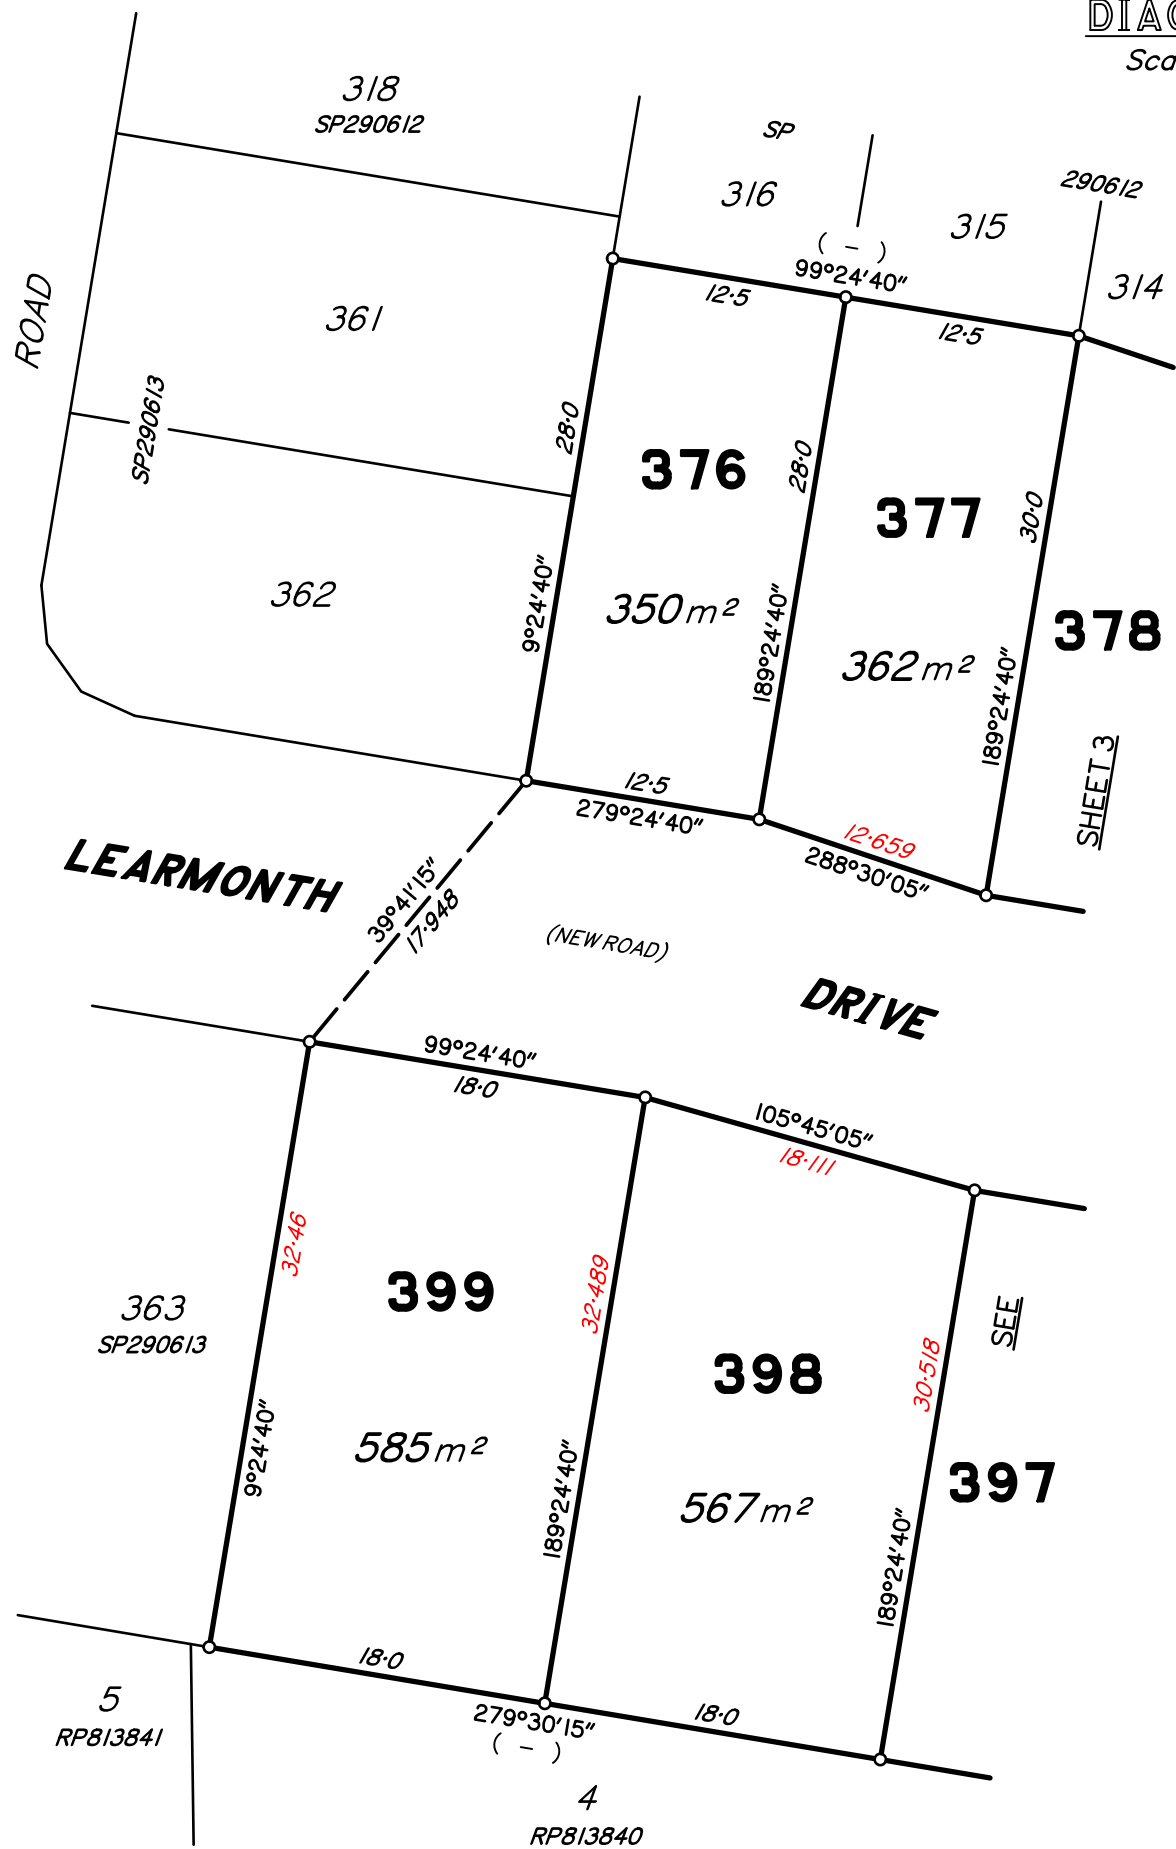 DIAG
Sca
318
SP290612
SP
290612
316
315
314
( – )
99°24'40"
12·5
12·5
ROAD
361
SP290613
28·0
376
28·0
377
30·0
362
9°24'40"
350m²
189°24'40"
362m²
189°24'40"
378
SHEET 3
12·5
279°24'40"
12·659
288°30'05"
LEARMONTH
39°41'15"
17·948
(NEW ROAD)
DRIVE
99°24'40"
18·0
105°45'05"
18·111
32·46
399
32·489
398
30·518
SEE
363
SP290613
9°24'40"
585m²
189°24'40"
567m²
189°24'40"
397
18·0
279°30'15"
( – )
18·0
5
RP813841
4
RP813840